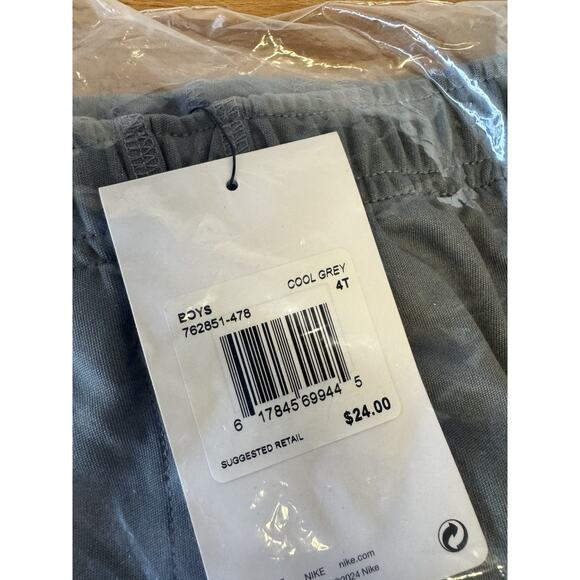 COOL GREY
BOYS
4T
762851-478
6 17845 69944 5
$24.00
SUGGESTED RETAIL
NIKE nike.com
2024 Nike